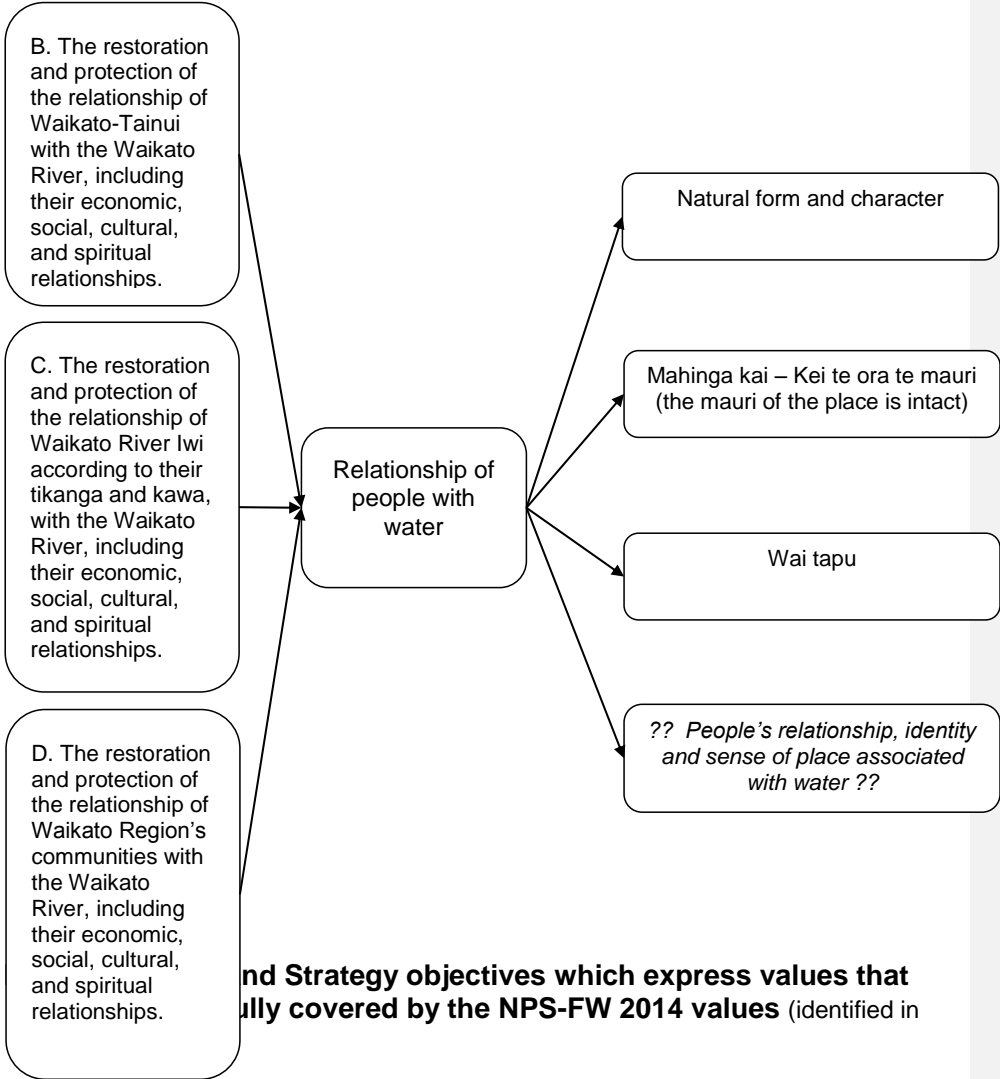 B. The restoration
and protection of
the relationship of
Waikato-Tainui
with the Waikato
River, including
their economic,
social, cultural,
and spiritual
relationships.
C. The restoration
and protection of
the relationship of
Waikato River Iwi
according to their
tikanga and kawa,
with the Waikato
River, including
their economic,
social, cultural,
and spiritual
relationships.
D. The restoration
and protection of
the relationship of
Waikato Region's
communities with
the Waikato
River, including
their economic,
social, cultural,
and spiritual
relationships.
Relationship of
people with
water
Natural form and character
Mahinga kai – Kei te ora te mauri
(the mauri of the place is intact)
Wai tapu
?? People's relationship, identity
and sense of place associated
with water ??
Strategy objectives which express values that
covered by the NPS-FW 2014 values (identified in